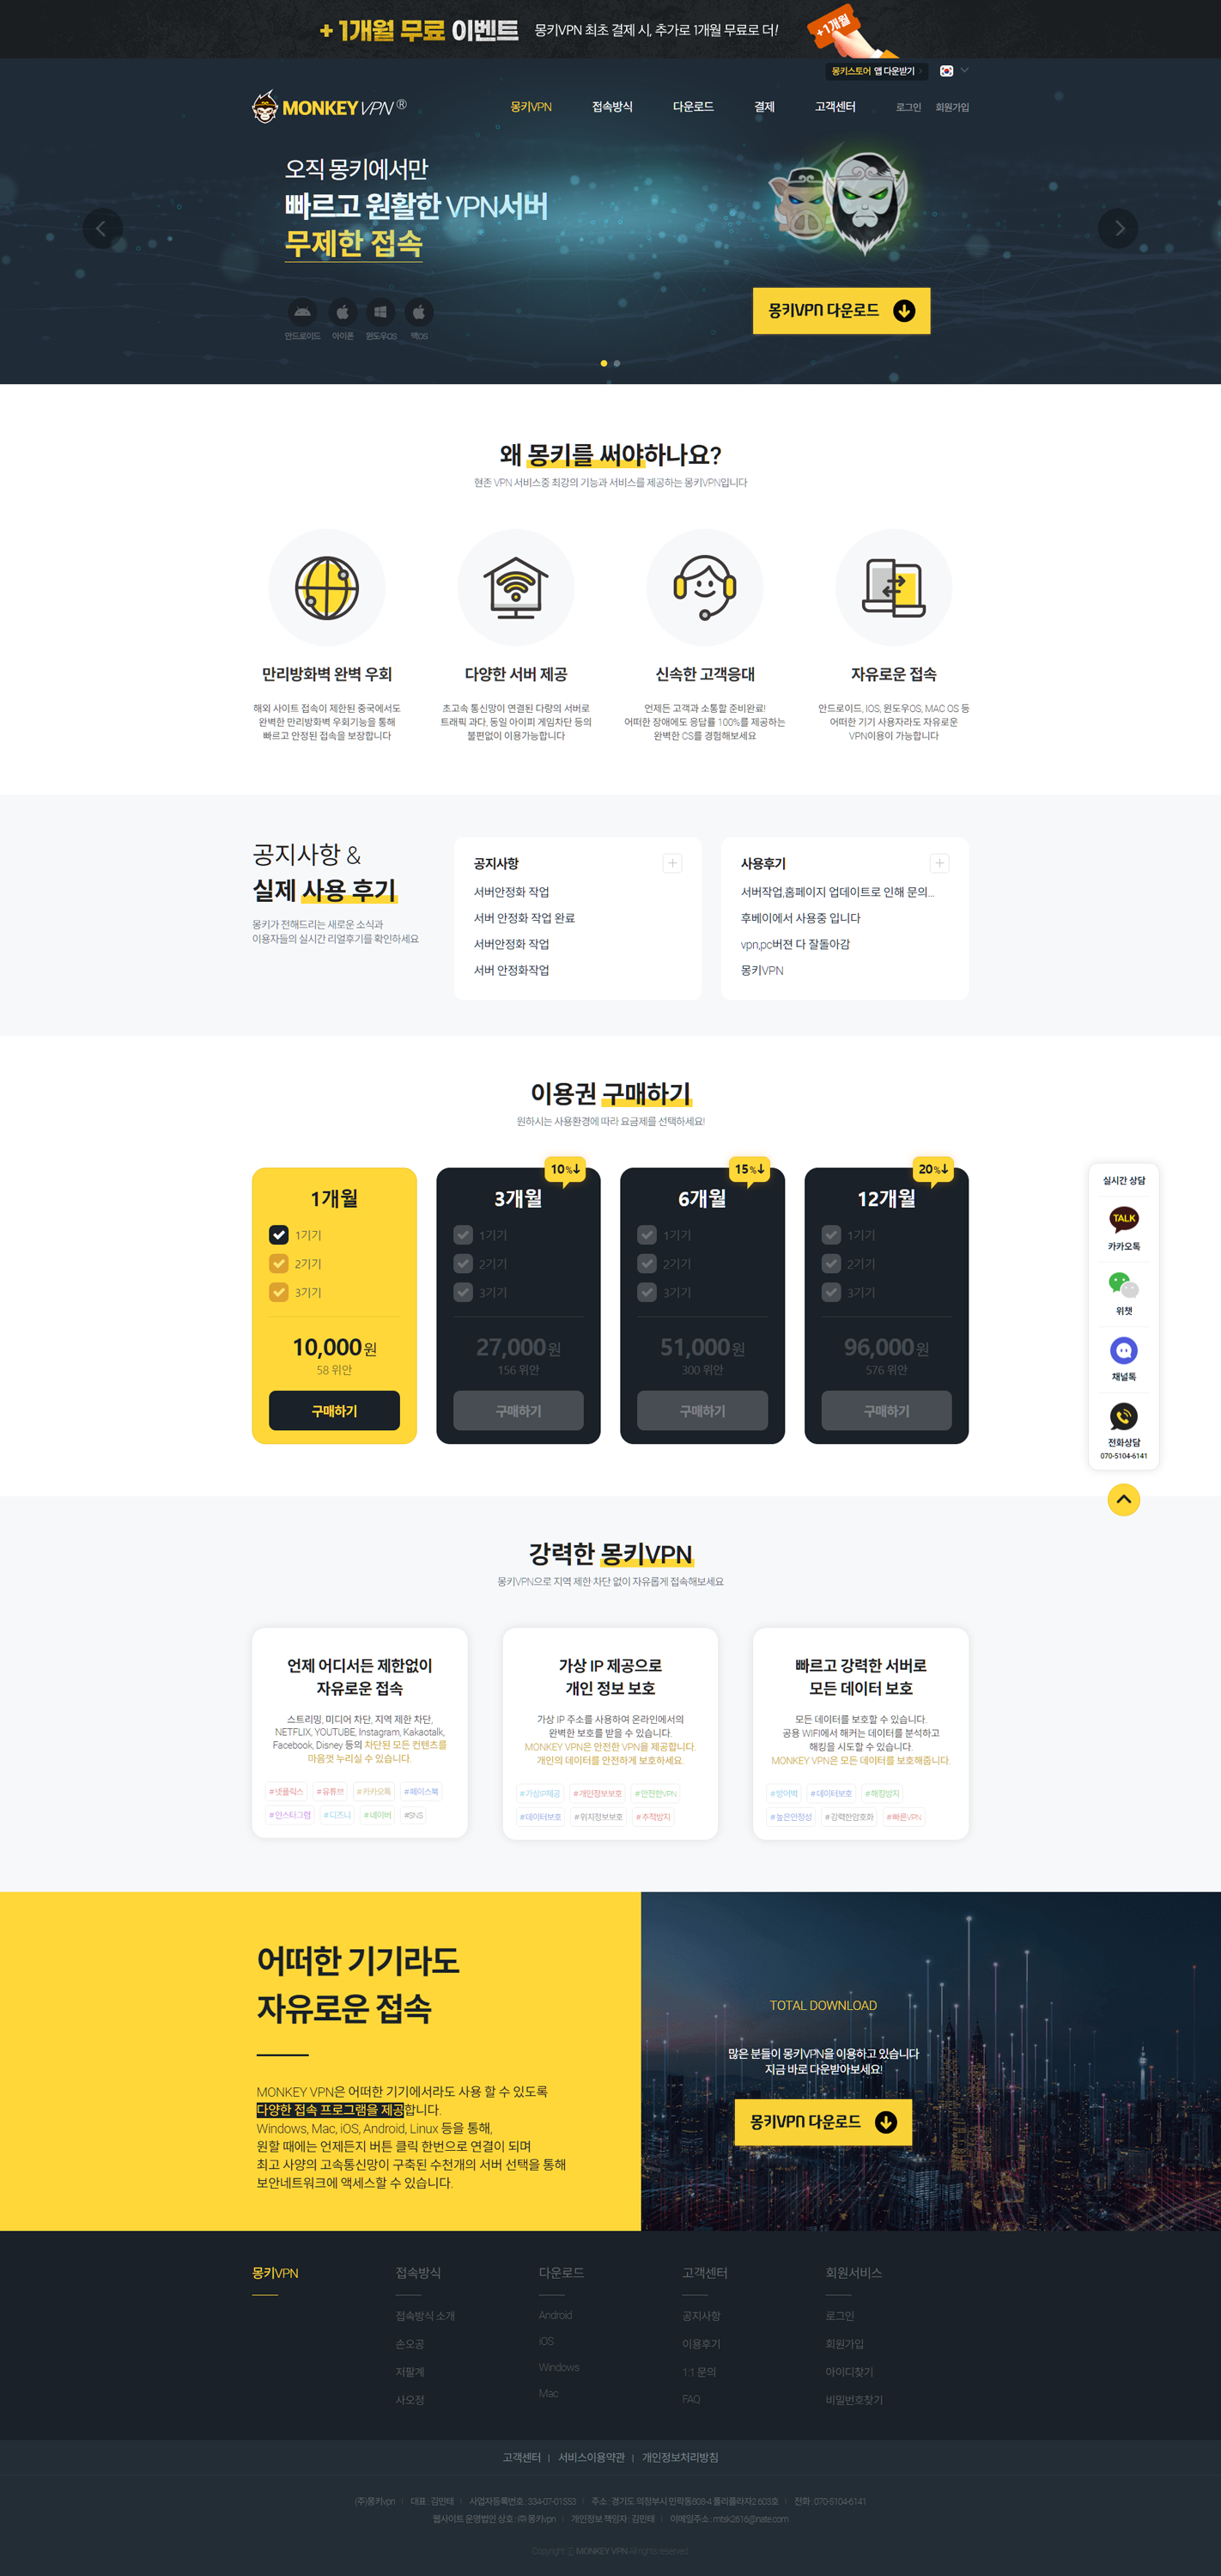 + 1개월 무료 이벤트 몽키VPN 최초 결제 시, 추가로 1개월 무료로 더! +1개월
몽키스토어 앱 다운받기
MONKEY VPN ® 몽키VPN 접속방식 다운로드 결제 고객센터 로그인 회원가입
오직 몽키에서만
빠르고 원활한 VPN서버
무제한 접속
몽키VPN 다운로드
안드로이드 아이폰 윈도우OS 맥OS
왜 몽키를 써야하나요?
현존 VPN 서비스중 최강의 기능과 서비스를 제공하는 몽키VPN입니다
만리방화벽 완벽 우회
해외 사이트 접속이 제한된 중국에서도
완벽한 만리방화벽 우회기능을 통해
빠르고 안정된 접속을 보장합니다
다양한 서버 제공
초고속 통신망이 연결된 다량의 서버로
트래픽 과다, 동일 아이피 게임차단 등의
불편없이 이용가능합니다
신속한 고객응대
언제든 고객과 소통할 준비완료!
어떠한 장애에도 응답률 100%를 제공하는
완벽한 CS를 경험해보세요
자유로운 접속
안드로이드, IOS, 윈도우OS, MAC OS 등
어떠한 기기 사용자라도 자유로운
VPN이용이 가능합니다
공지사항 &
실제 사용 후기
몽키가 전해드리는 새로운 소식과
이용자들의 실시간 리얼후기를 확인하세요
공지사항
서버안정화 작업
서버 안정화 작업 완료
서버안정화 작업
서버 안정화작업
사용후기
서버작업,홈페이지 업데이트로 인해 문의...
후베이에서 사용중 입니다
vpn,pc버젼 다 잘돌아감
몽키VPN
이용권 구매하기
원하시는 사용환경에 따라 요금제를 선택하세요!
1개월
1기기
2기기
3기기
10,000원
58 위안
구매하기
10%↓
3개월
1기기
2기기
3기기
27,000원
156 위안
구매하기
15%↓
6개월
1기기
2기기
3기기
51,000원
300 위안
구매하기
20%↓
12개월
1기기
2기기
3기기
96,000원
576 위안
구매하기
실시간 상담
TALK
카카오톡
위챗
채널톡
전화상담
070-5104-6141
강력한 몽키VPN
몽키VPN으로 지역 제한 차단 없이 자유롭게 접속해보세요
언제 어디서든 제한없이
자유로운 접속
스트리밍, 미디어 차단, 지역 제한 차단,
NETFLIX, YOUTUBE, Instagram, Kakaotalk,
Facebook, Disney 등의 차단된 모든 컨텐츠를
마음껏 누리실 수 있습니다.
#넷플릭스 #유튜브 #카카오톡 #페이스북
#인스타그램 #디즈니 #네이버 #SNS
가상 IP 제공으로
개인 정보 보호
가상 IP 주소를 사용하여 온라인에서의
완벽한 보호를 받을 수 있습니다.
MONKEY VPN은 안전한 VPN을 제공합니다.
개인의 데이터를 안전하게 보호하세요.
#가상IP제공 #개인정보보호 #안전한VPN
#데이터보호 #위치정보보호 #추적방지
빠르고 강력한 서버로
모든 데이터 보호
모든 데이터를 보호할 수 있습니다.
공용 WIFI에서 해커는 데이터를 분석하고
해킹을 시도할 수 있습니다.
MONKEY VPN은 모든 데이터를 보호해줍니다.
#방어벽 #데이터보호 #해킹방지
#높은안정성 #강력한암호화 #빠른VPN
어떠한 기기라도
자유로운 접속
MONKEY VPN은 어떠한 기기에서라도 사용 할 수 있도록
다양한 접속 프로그램을 제공합니다.
Windows, Mac, iOS, Android, Linux 등을 통해,
원할 때에는 언제든지 버튼 클릭 한번으로 연결이 되며
최고 사양의 고속통신망이 구축된 수천개의 서버 선택을 통해
보안네트워크에 액세스할 수 있습니다.
TOTAL DOWNLOAD
많은 분들이 몽키VPN을 이용하고 있습니다
지금 바로 다운받아보세요!
몽키VPN 다운로드
몽키VPN
접속방식
접속방식 소개
손오공
저팔계
사오정
다운로드
Android
iOS
Windows
Mac
고객센터
공지사항
이용후기
1:1 문의
FAQ
회원서비스
로그인
회원가입
아이디찾기
비밀번호찾기
고객센터 | 서비스이용약관 | 개인정보처리방침
(주)몽키vpn | 대표 : 김민태 | 사업자등록번호 : 334-07-01553 | 주소 : 경기도 의정부시 민락동 808-4 폴리플라자2 603호 | 전화 : 070-5104-6141
웹사이트 운영법인 상호 : ㈜ 몽키vpn | 개인정보 책임자 : 김민태 | 이메일주소 : mtsk2616@nate.com
Copyright ⓒ MONKEY VPN All rights reserved.